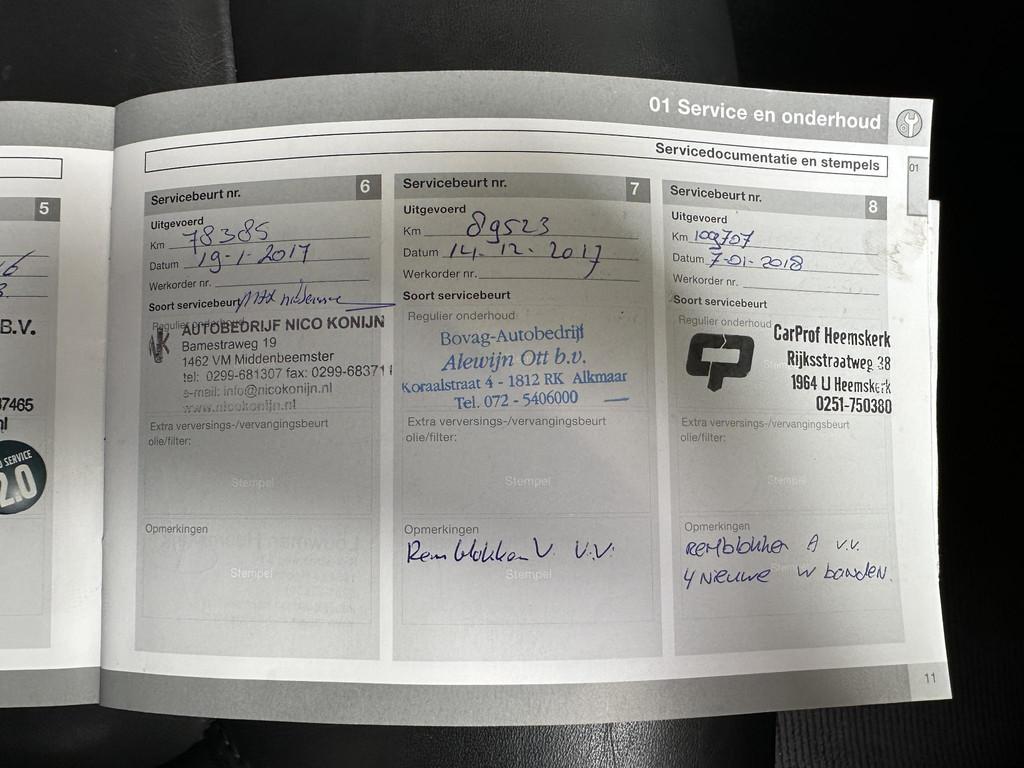 01 Service en onderhoud
Servicedocumentatie en stempels
01
5
B.V.
37465
nl
SERVICE
2.0
Servicebeurt nr. 6
Uitgevoerd
Km 78385
Datum 19-1-2017
Werkorder nr.
Soort servicebeurt
Regulier onderhoud
AUTOBEDRIJF NICO KONIJN
Bamestraweg 19
1462 VM Middenbeemster
tel: 0299-681307 fax: 0299-68371
e-mail: info@nicokonijn.nl
www.nicokonijn.nl
Extra verversings-/vervangingsbeurt
olie/filter:
Stempel
Opmerkingen
Stempel
Servicebeurt nr. 7
Uitgevoerd
Km 89523
Datum 14-12-2017
Werkorder nr.
Soort servicebeurt
Regulier onderhoud
Bovag-Autobedrijf
Alewijn Ott b.v.
Koraalstraat 4 - 1812 RK Alkmaar
Tel. 072 - 5406000
Extra verversings-/vervangingsbeurt
olie/filter:
Stempel
Opmerkingen
Remblokken V. V.V.
Stempel
Servicebeurt nr. 8
Uitgevoerd
Km 109707
Datum 7-01-2018
Werkorder nr.
Soort servicebeurt
Regulier onderhoud
CarProf Heemskerk
Rijksstraatweg 38
1964 LJ Heemskerk
0251-750380
Extra verversings-/vervangingsbeurt
olie/filter:
Stempel
Opmerkingen
Remblokken A v.v.
4 nieuwe w banden.
11